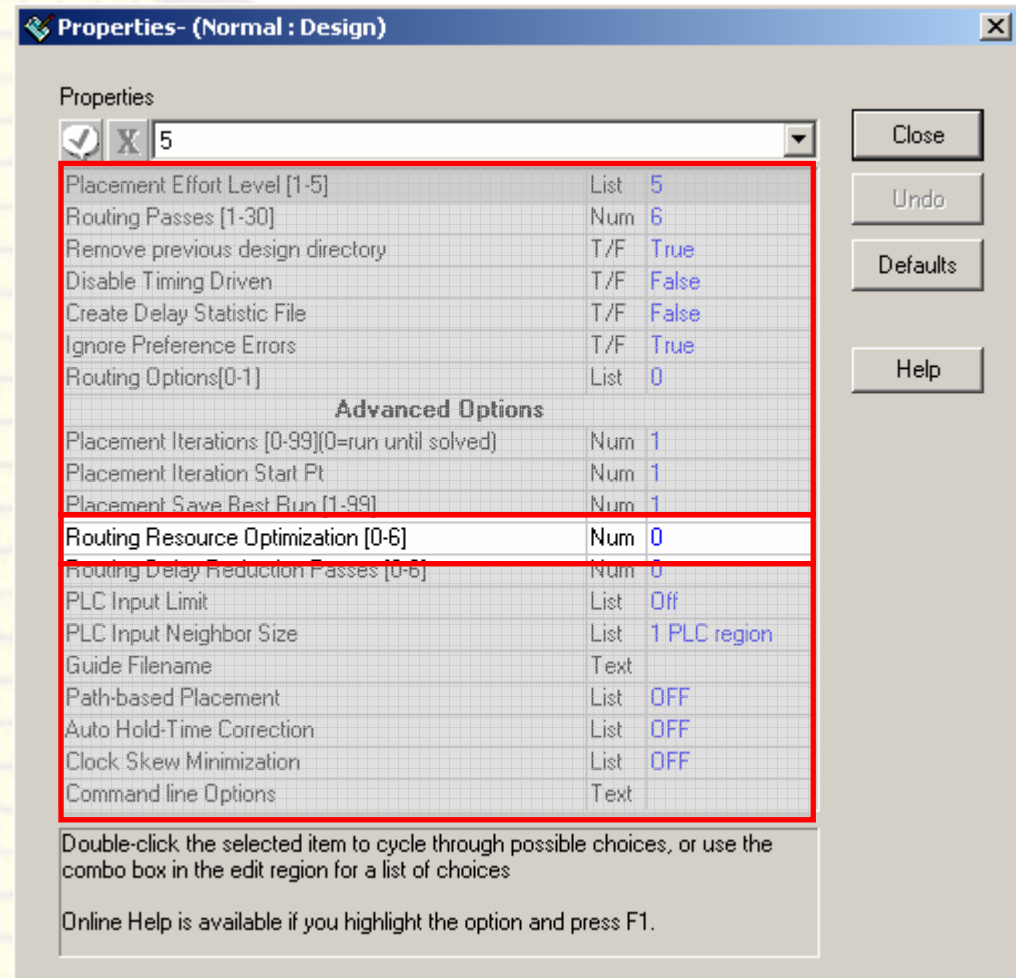 Properties- (Normal : Design)
Properties
X 5
Close
Placement Effort Level [1-5] List 5
Undo
Routing Passes [1-30] Num 6
Remove previous design directory T/F True
Defaults
Disable Timing Driven T/F False
Create Delay Statistic File T/F False
Ignore Preference Errors T/F True
Help
Routing Options[0-1] List 0
Advanced Options
Placement Iterations [0-99](0=run until solved) Num 1
Placement Iteration Start Pt Num 1
Placement Save Best Run [1-99] Num 1
Routing Resource Optimization [0-6] Num 0
Routing Delay Reduction Passes [0-6] Num 0
PLC Input Limit List Off
PLC Input Neighbor Size List 1 PLC region
Guide Filename Text
Path-based Placement List OFF
Auto Hold-Time Correction List OFF
Clock Skew Minimization List OFF
Command line Options Text
Double-click the selected item to cycle through possible choices, or use the
combo box in the edit region for a list of choices
Online Help is available if you highlight the option and press F1.